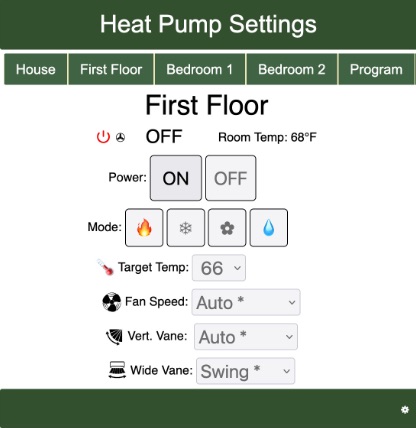 Heat Pump Settings
House First Floor Bedroom 1 Bedroom 2 Program
First Floor
OFF Room Temp: 68°F
Power: ON OFF
Mode:
Target Temp: 66
Fan Speed: Auto *
Vert. Vane: Auto *
Wide Vane: Swing *